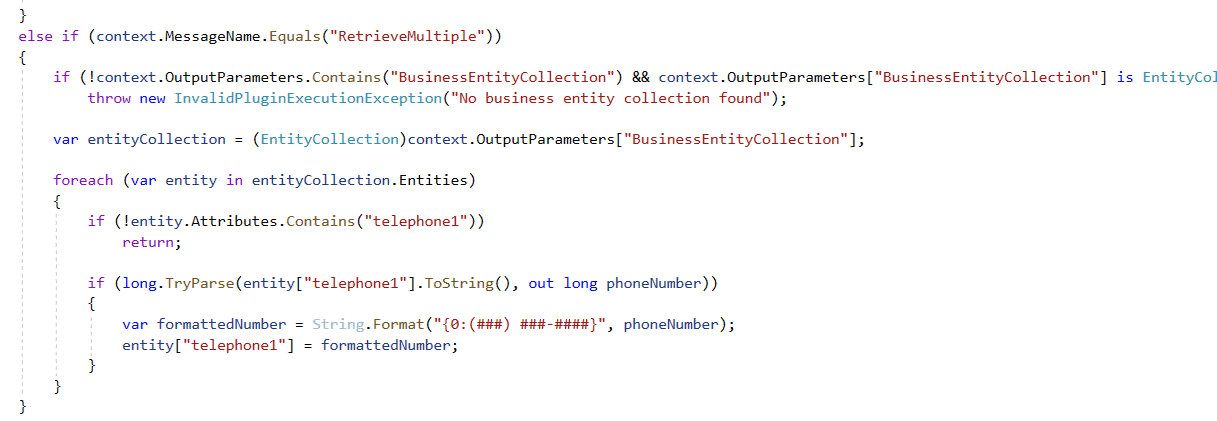 }
else if (context.MessageName.Equals("RetrieveMultiple"))
{
if (!context.OutputParameters.Contains("BusinessEntityCollection") && context.OutputParameters["BusinessEntityCollection"] is EntityCol
throw new InvalidPluginExecutionException("No business entity collection found");
var entityCollection = (EntityCollection)context.OutputParameters["BusinessEntityCollection"];
foreach (var entity in entityCollection.Entities)
{
if (!entity.Attributes.Contains("telephone1"))
return;
if (long.TryParse(entity["telephone1"].ToString(), out long phoneNumber))
{
var formattedNumber = String.Format("{0:(###) ###-####}", phoneNumber);
entity["telephone1"] = formattedNumber;
}
}
}